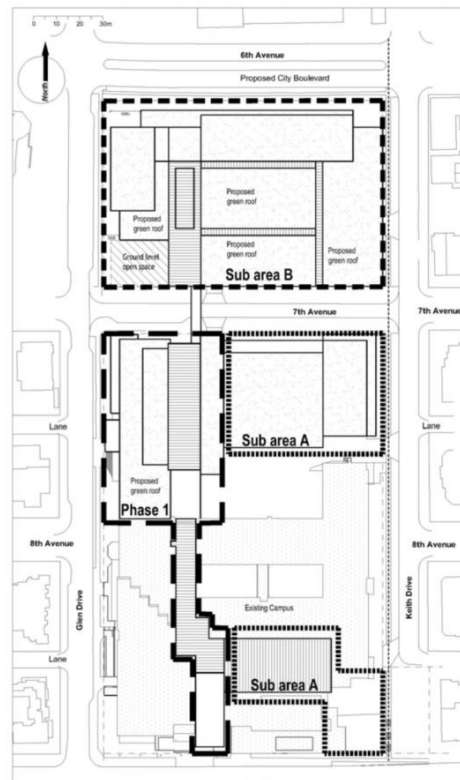 0 5 10 20 30m
North
6th Avenue
Proposed City Boulevard
Proposed
green roof
Proposed
green roof
Proposed
green roof
Proposed
green roof
Ground level
open space
Sub area B
7th Avenue
7th Avenue
Lane
Lane
Sub area A
Proposed
green roof
Phase 1
8th Avenue
8th Avenue
Existing Campus
Glen Drive
Keith Drive
Lane
Lane
Sub area A